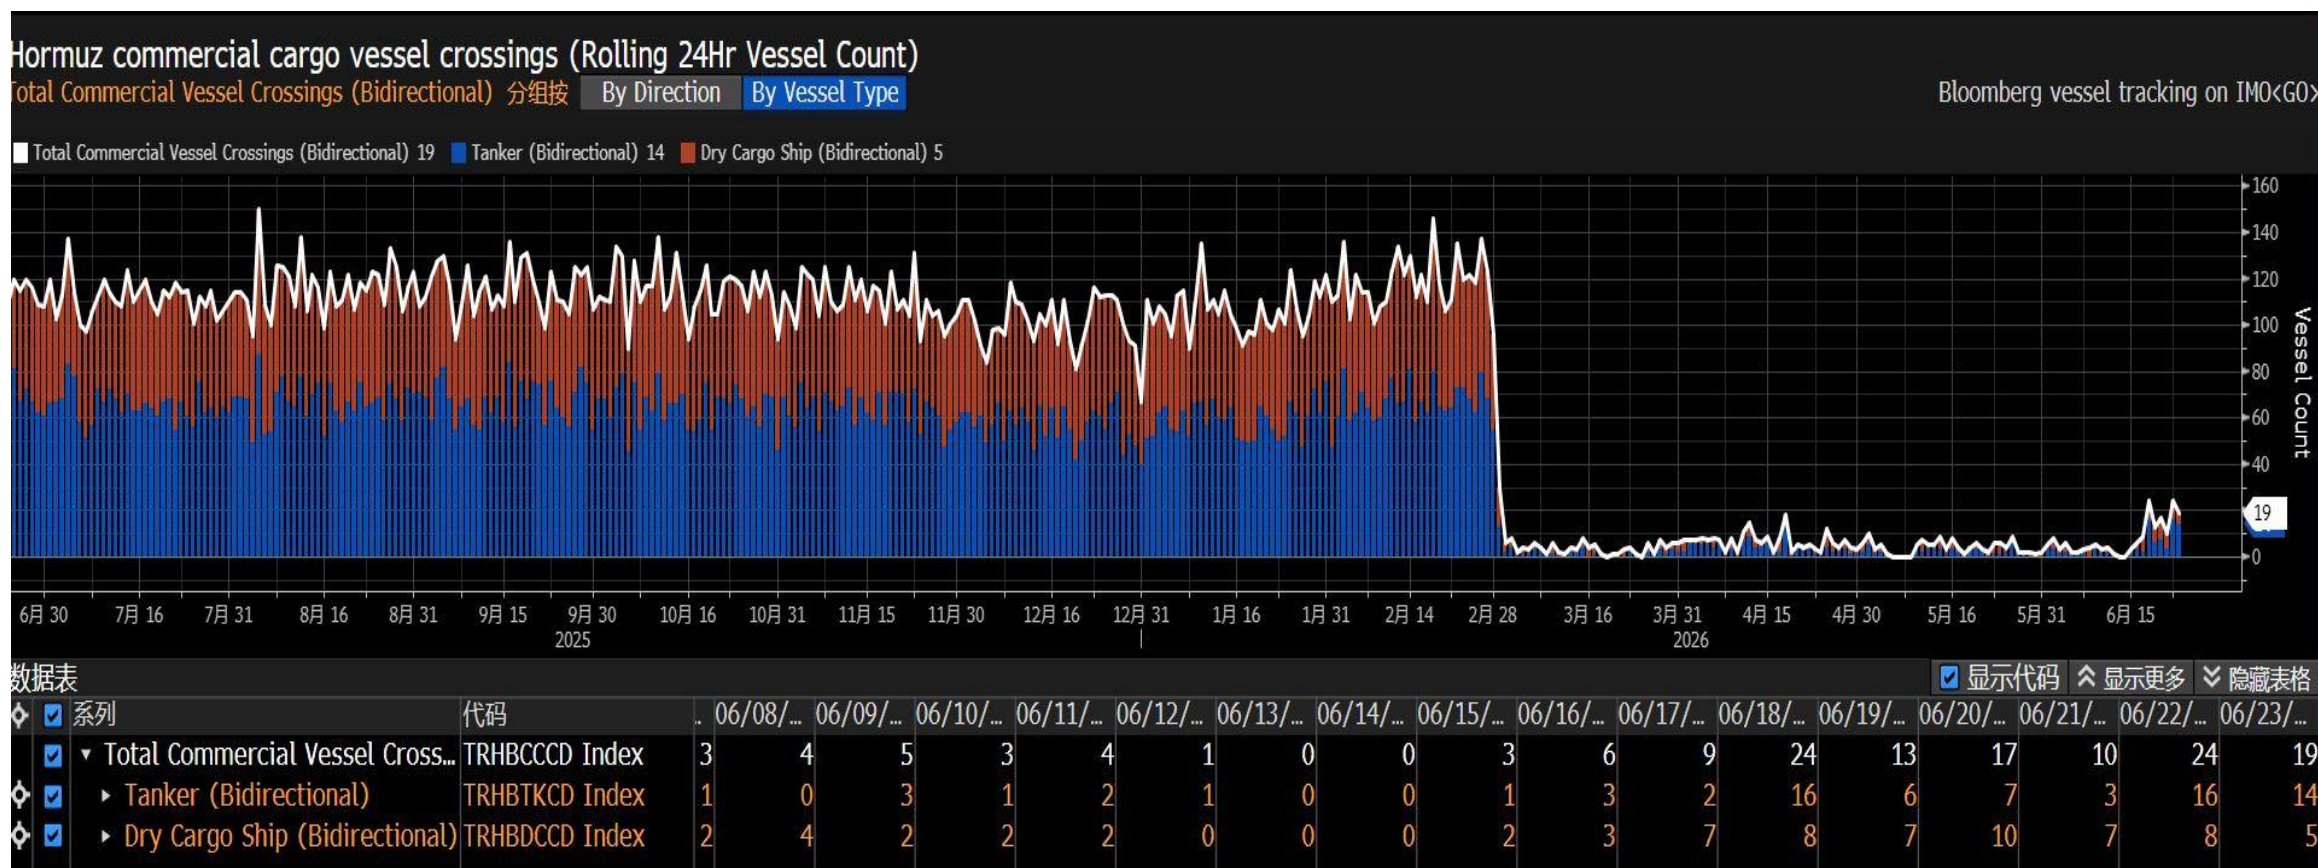 Hormuz commercial cargo vessel crossings (Rolling 24Hr Vessel Count)
Total Commercial Vessel Crossings (Bidirectional) 分组按 By Direction By Vessel Type Bloomberg vessel tracking on IMO<GO>
Total Commercial Vessel Crossings (Bidirectional) 19 Tanker (Bidirectional) 14 Dry Cargo Ship (Bidirectional) 5
160
140
120
100
80
60
40
19
0
Vessel Count
6月 30 7月 16 7月 31 8月 16 8月 31 9月 15 9月 30 10月 16 10月 31 11月 15 11月 30 12月 16 12月 31 1月 16 1月 31 2月 14 2月 28 3月 16 3月 31 4月 15 4月 30 5月 16 5月 31 6月 15
2025 2026
数据表 显示代码 显示更多 隐藏表格
系列 代码 . 06/08/… 06/09/… 06/10/… 06/11/… 06/12/… 06/13/… 06/14/… 06/15/… 06/16/… 06/17/… 06/18/… 06/19/… 06/20/… 06/21/… 06/22/… 06/23/…
Total Commercial Vessel Cross… TRHBCCCD Index 3 4 5 3 4 1 0 0 3 6 9 24 13 17 10 24 19
Tanker (Bidirectional) TRHBTKCD Index 1 0 3 1 2 1 0 0 1 3 2 16 6 7 3 16 14
Dry Cargo Ship (Bidirectional) TRHBDCCD Index 2 4 2 2 2 0 0 0 2 3 7 8 7 10 7 8 5